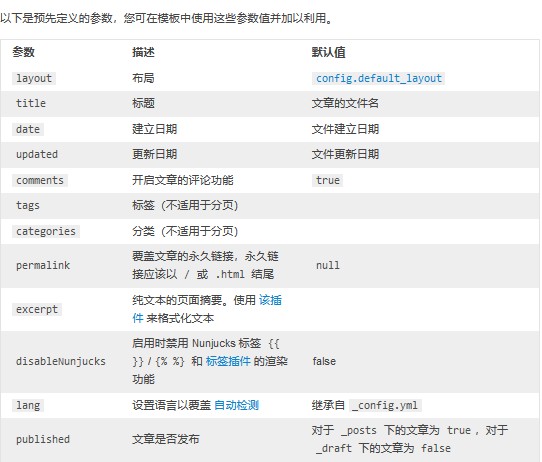 以下是预先定义的参数，您可在模板中使用这些参数值并加以利用。
参数 描述 默认值
layout 布局 config.default_layout
title 标题 文章的文件名
date 建立日期 文件建立日期
updated 更新日期 文件更新日期
comments 开启文章的评论功能 true
tags 标签（不适用于分页）
categories 分类（不适用于分页）
permalink 覆盖文章的永久链接，永久链
接应该以 / 或 .html 结尾 null
excerpt 纯文本的页面摘要。使用 该插
件 来格式化文本
disableNunjucks 启用时禁用 Nunjucks 标签 {{
}} / {% %} 和 标签插件 的渲染
功能 false
lang 设置语言以覆盖 自动检测 继承自 _config.yml
published 文章是否发布 对于 _posts 下的文章为 true ，对于
_draft 下的文章为 false